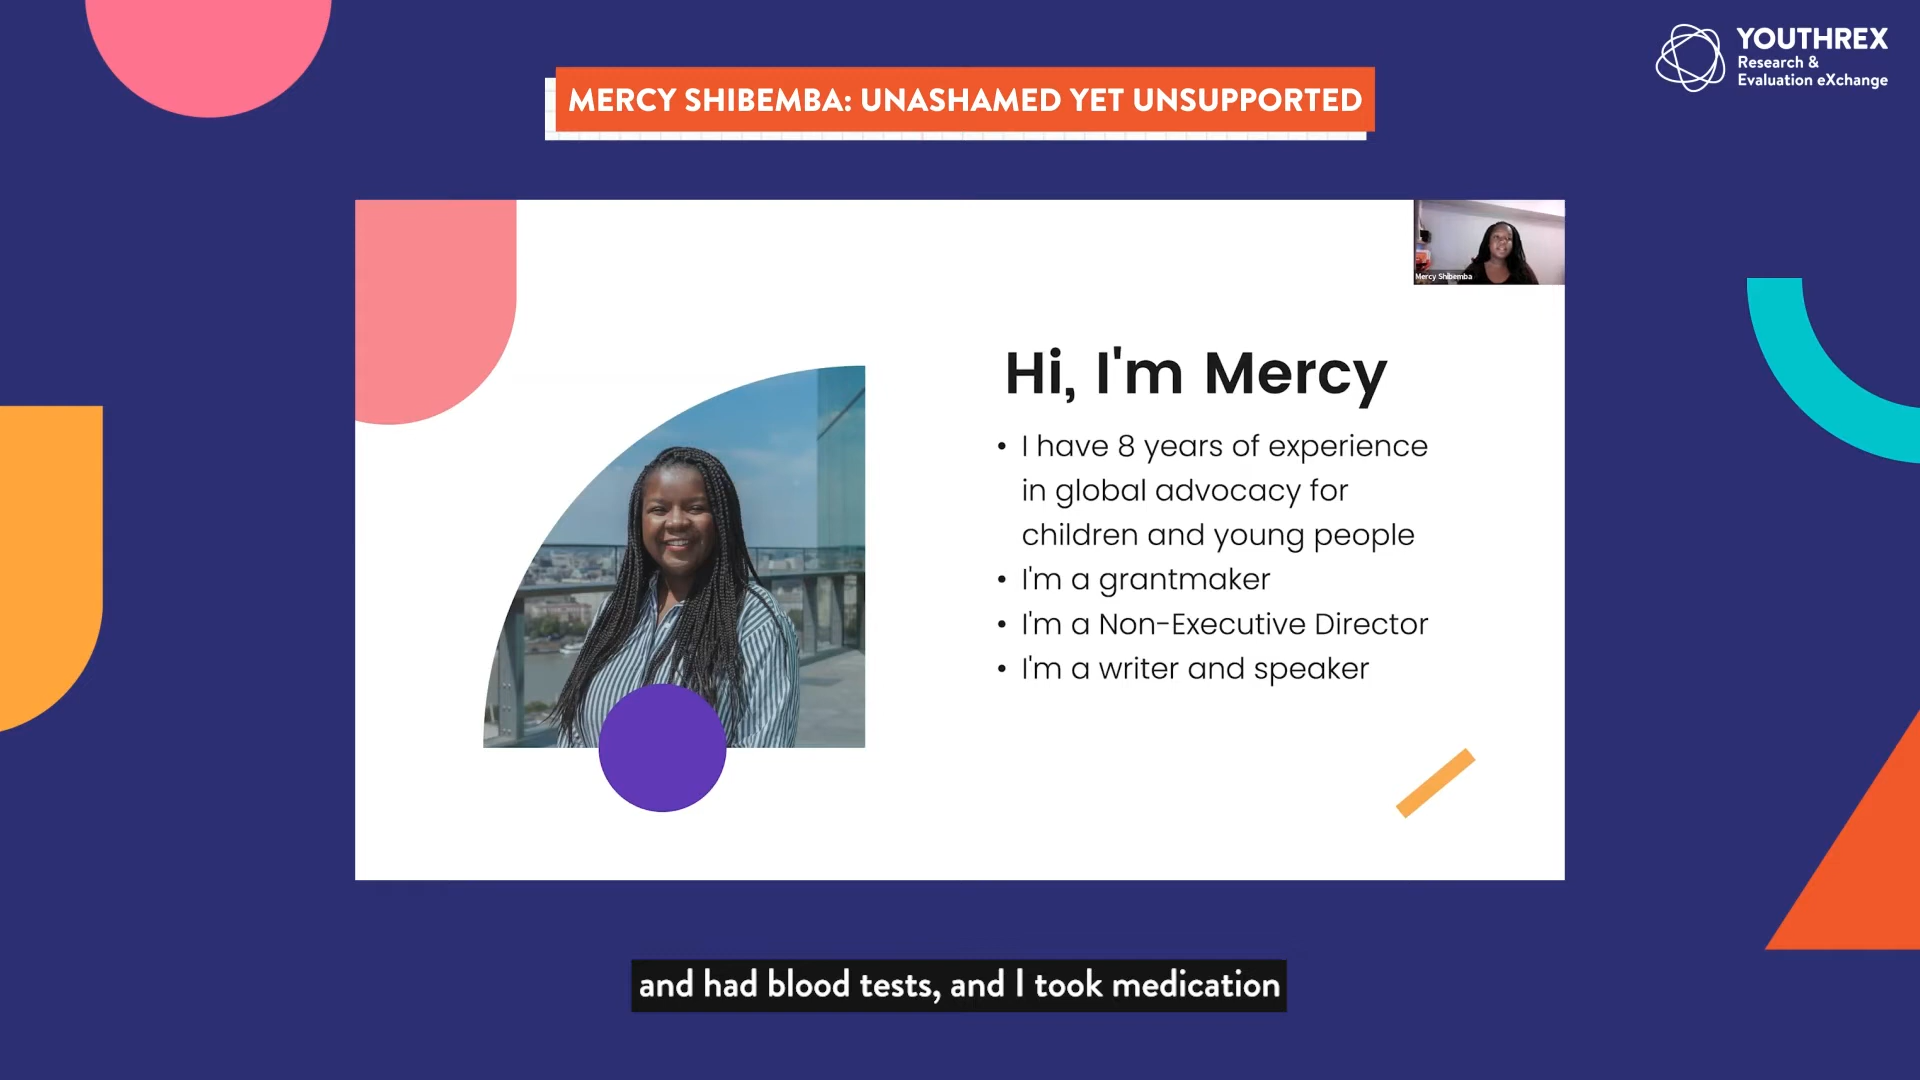 YOUTHREX
Research &
Evaluation eXchange
MERCY SHIBEMBA: UNASHAMED YET UNSUPPORTED
Mercy Shibemba
Hi, I'm Mercy
• I have 8 years of experience
in global advocacy for
children and young people
• I'm a grantmaker
• I'm a Non-Executive Director
• I'm a writer and speaker
and had blood tests, and I took medication